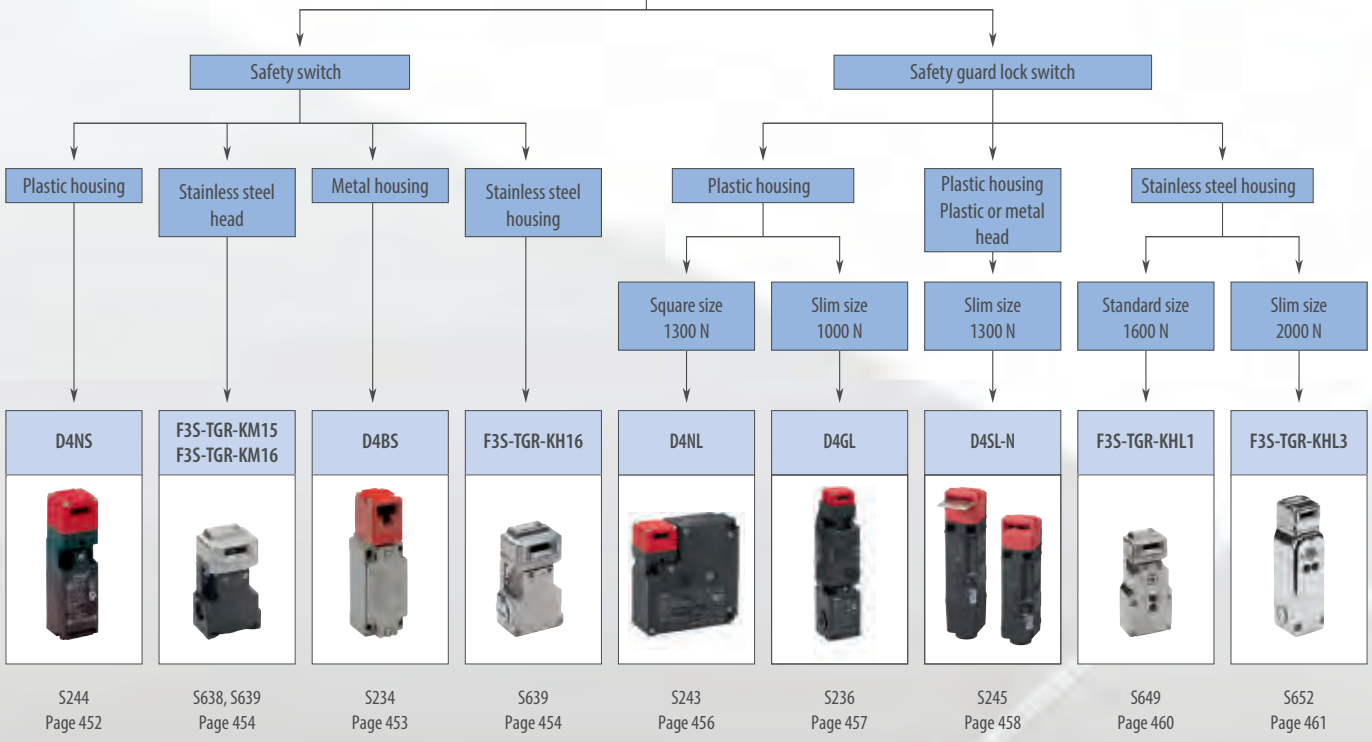 Safety switch
Safety guard lock switch
Plastic housing
Stainless steel
head
Metal housing
Stainless steel
housing
Plastic housing
Plastic housing
Plastic or metal
head
Stainless steel housing
Square size
1300 N
Slim size
1000 N
Slim size
1300 N
Standard size
1600 N
Slim size
2000 N
D4NS
F3S-TGR-KM15
F3S-TGR-KM16
D4BS
F3S-TGR-KH16
D4NL
D4GL
D4SL-N
F3S-TGR-KHL1
F3S-TGR-KHL3
S244
Page 452
S638, S639
Page 454
S234
Page 453
S639
Page 454
S243
Page 456
S236
Page 457
S245
Page 458
S649
Page 460
S652
Page 461